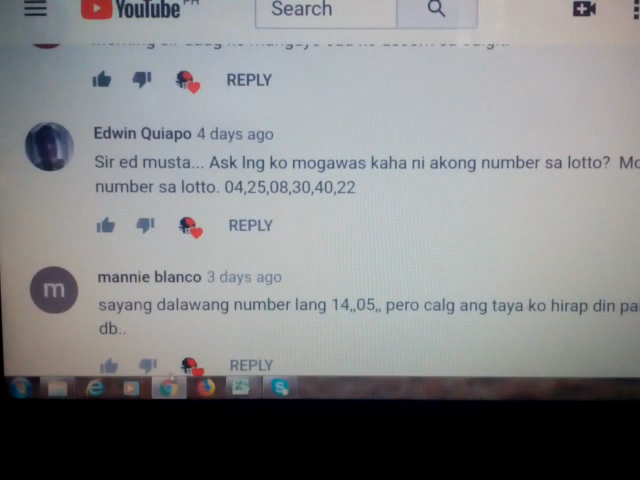 YouTube PH
Search
REPLY
Edwin Quiapo 4 days ago
Sir ed musta... Ask lng ko mogawas kaha ni akong number sa lotto? Mo
number sa lotto. 04,25,08,30,40,22
REPLY
mannie blanco 3 days ago
m
sayang dalawang number lang 14,,05,, pero calg ang taya ko hirap din pa
db..
REPLY